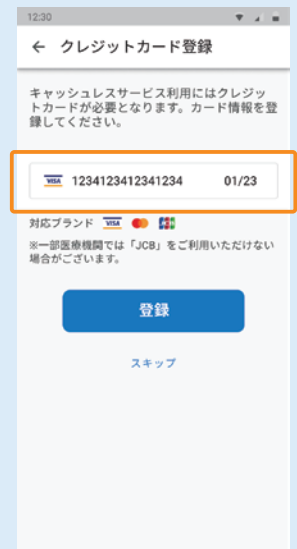 12:30
← クレジットカード登録
キャッシュレスサービス利用にはクレジッ
トカードが必要となります。カード情報を登
録してください。
VISA 1234123412341234 01/23
対応ブランド VISA JCB
※一部医療機関では「JCB」をご利用いただけない
場合がございます。
登録
スキップ